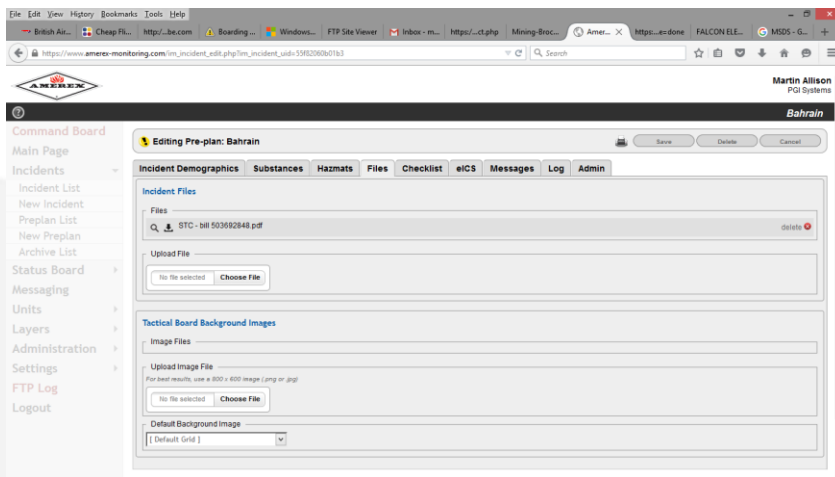 File Edit View History Bookmarks Tools Help
British Air... Cheap Fli... http:/...be.com Boarding ... Windows... FTP Site Viewer Inbox - m... https:/...ct.php Mining-Broc... Amer... https:...e=done FALCON ELE... MSDS - G...
https://www.amerex-monitoring.com/im_incident_edit.php?im_incident_uid=55f82060b01b3 Search
AMEREX
Martin Allison
PGI Systems
Bahrain
Command Board
Main Page
Incidents
Incident List
New Incident
Preplan List
New Preplan
Archive List
Status Board
Messaging
Units
Layers
Administration
Settings
FTP Log
Logout
Editing Pre-plan: Bahrain Save Delete Cancel
Incident Demographics Substances Hazmats Files Checklist eICS Messages Log Admin
Incident Files
Files
STC - bill 503692848.pdf delete
Upload File
No file selected Choose File
Tactical Board Background Images
Image Files
Upload Image File
For best results, use a 800 x 600 image (.png or .jpg)
No file selected Choose File
Default Background Image
[ Default Grid ]